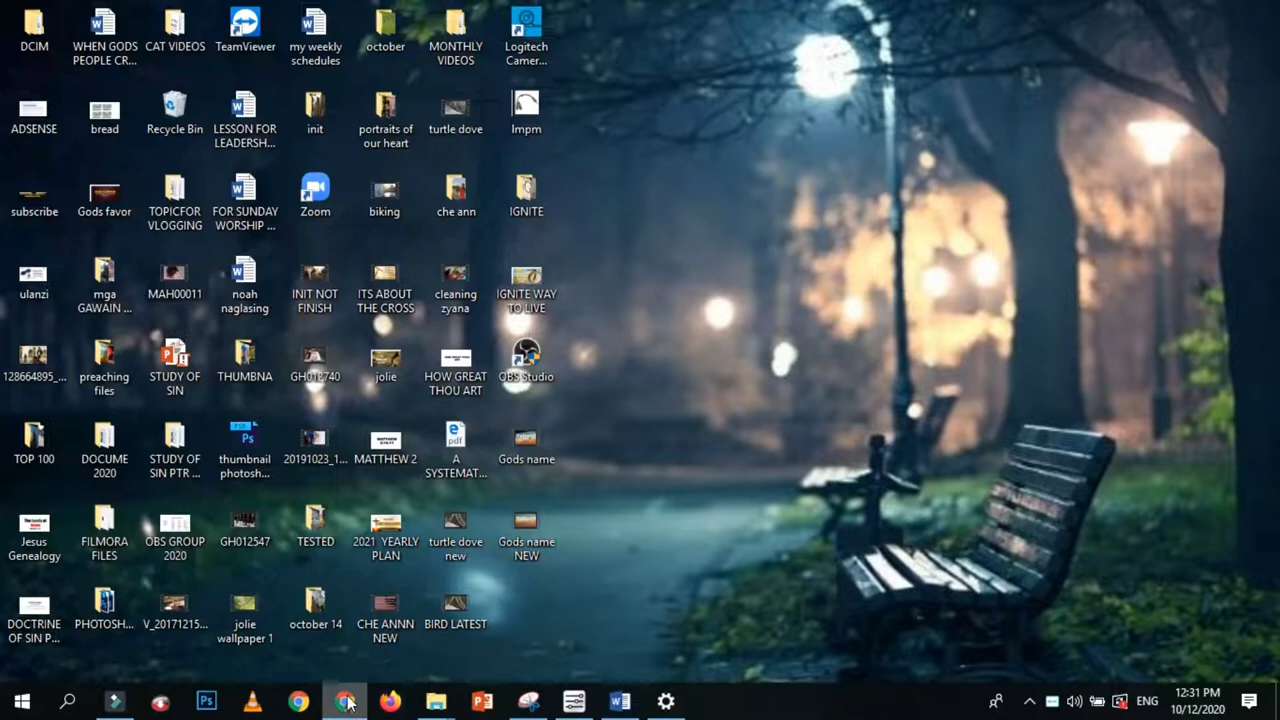 DCIM
WHEN GODS
PEOPLE CR...
CAT VIDEOS
TeamViewer
my weekly
schedules
october
MONTHLY
VIDEOS
Logitech
Camer...
ADSENSE
bread
Recycle Bin
LESSON FOR
LEADERSH...
init
portraits of
our heart
turtle dove
Impm
subscribe
Gods favor
TOPICFOR
VLOGGING
FOR SUNDAY
WORSHIP ...
Zoom
biking
che ann
IGNITE
ulanzi
mga
GAWAIN ...
MAH00011
noah
naglasing
INIT NOT
FINISH
ITS ABOUT
THE CROSS
cleaning
zyana
IGNITE WAY
TO LIVE
128664895_...
preaching
files
STUDY OF
SIN
THUMBNA
GH012740
jolie
HOW GREAT
THOU ART
OBS Studio
TOP 100
DOCUME
2020
STUDY OF
SIN PTR ...
thumbnail
photosh...
20191023_1...
MATTHEW 2
A
SYSTEMAT...
Gods name
Jesus
Genealogy
FILMORA
FILES
OBS GROUP
2020
GH012547
TESTED
2021 YEARLY
PLAN
turtle dove
new
Gods name
NEW
DOCTRINE
OF SIN P...
PHOTOSH...
V_20171215...
jolie
wallpaper 1
october 14
CHE ANNN
NEW
BIRD LATEST
Ps
ENG
12:31 PM
10/12/2020